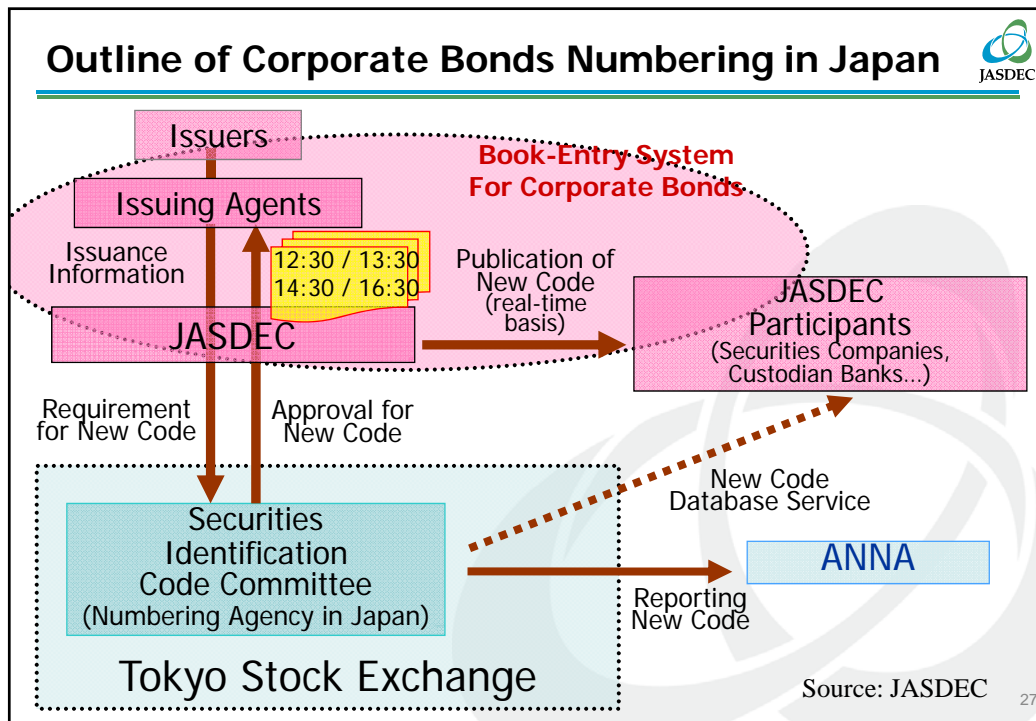 Outline of Corporate Bonds Numbering in Japan
JASDEC
Issuers
Book-Entry System
For Corporate Bonds
Issuing Agents
Issuance
Information
12:30 / 13:30
14:30 / 16:30
Publication of
New Code
(real-time
basis)
JASDEC
JASDEC
Participants
(Securities Companies,
Custodian Banks...)
Requirement
for New Code
Approval for
New Code
New Code
Database Service
Securities
Identification
Code Committee
(Numbering Agency in Japan)
ANNA
Reporting
New Code
Tokyo Stock Exchange
Source: JASDEC
27